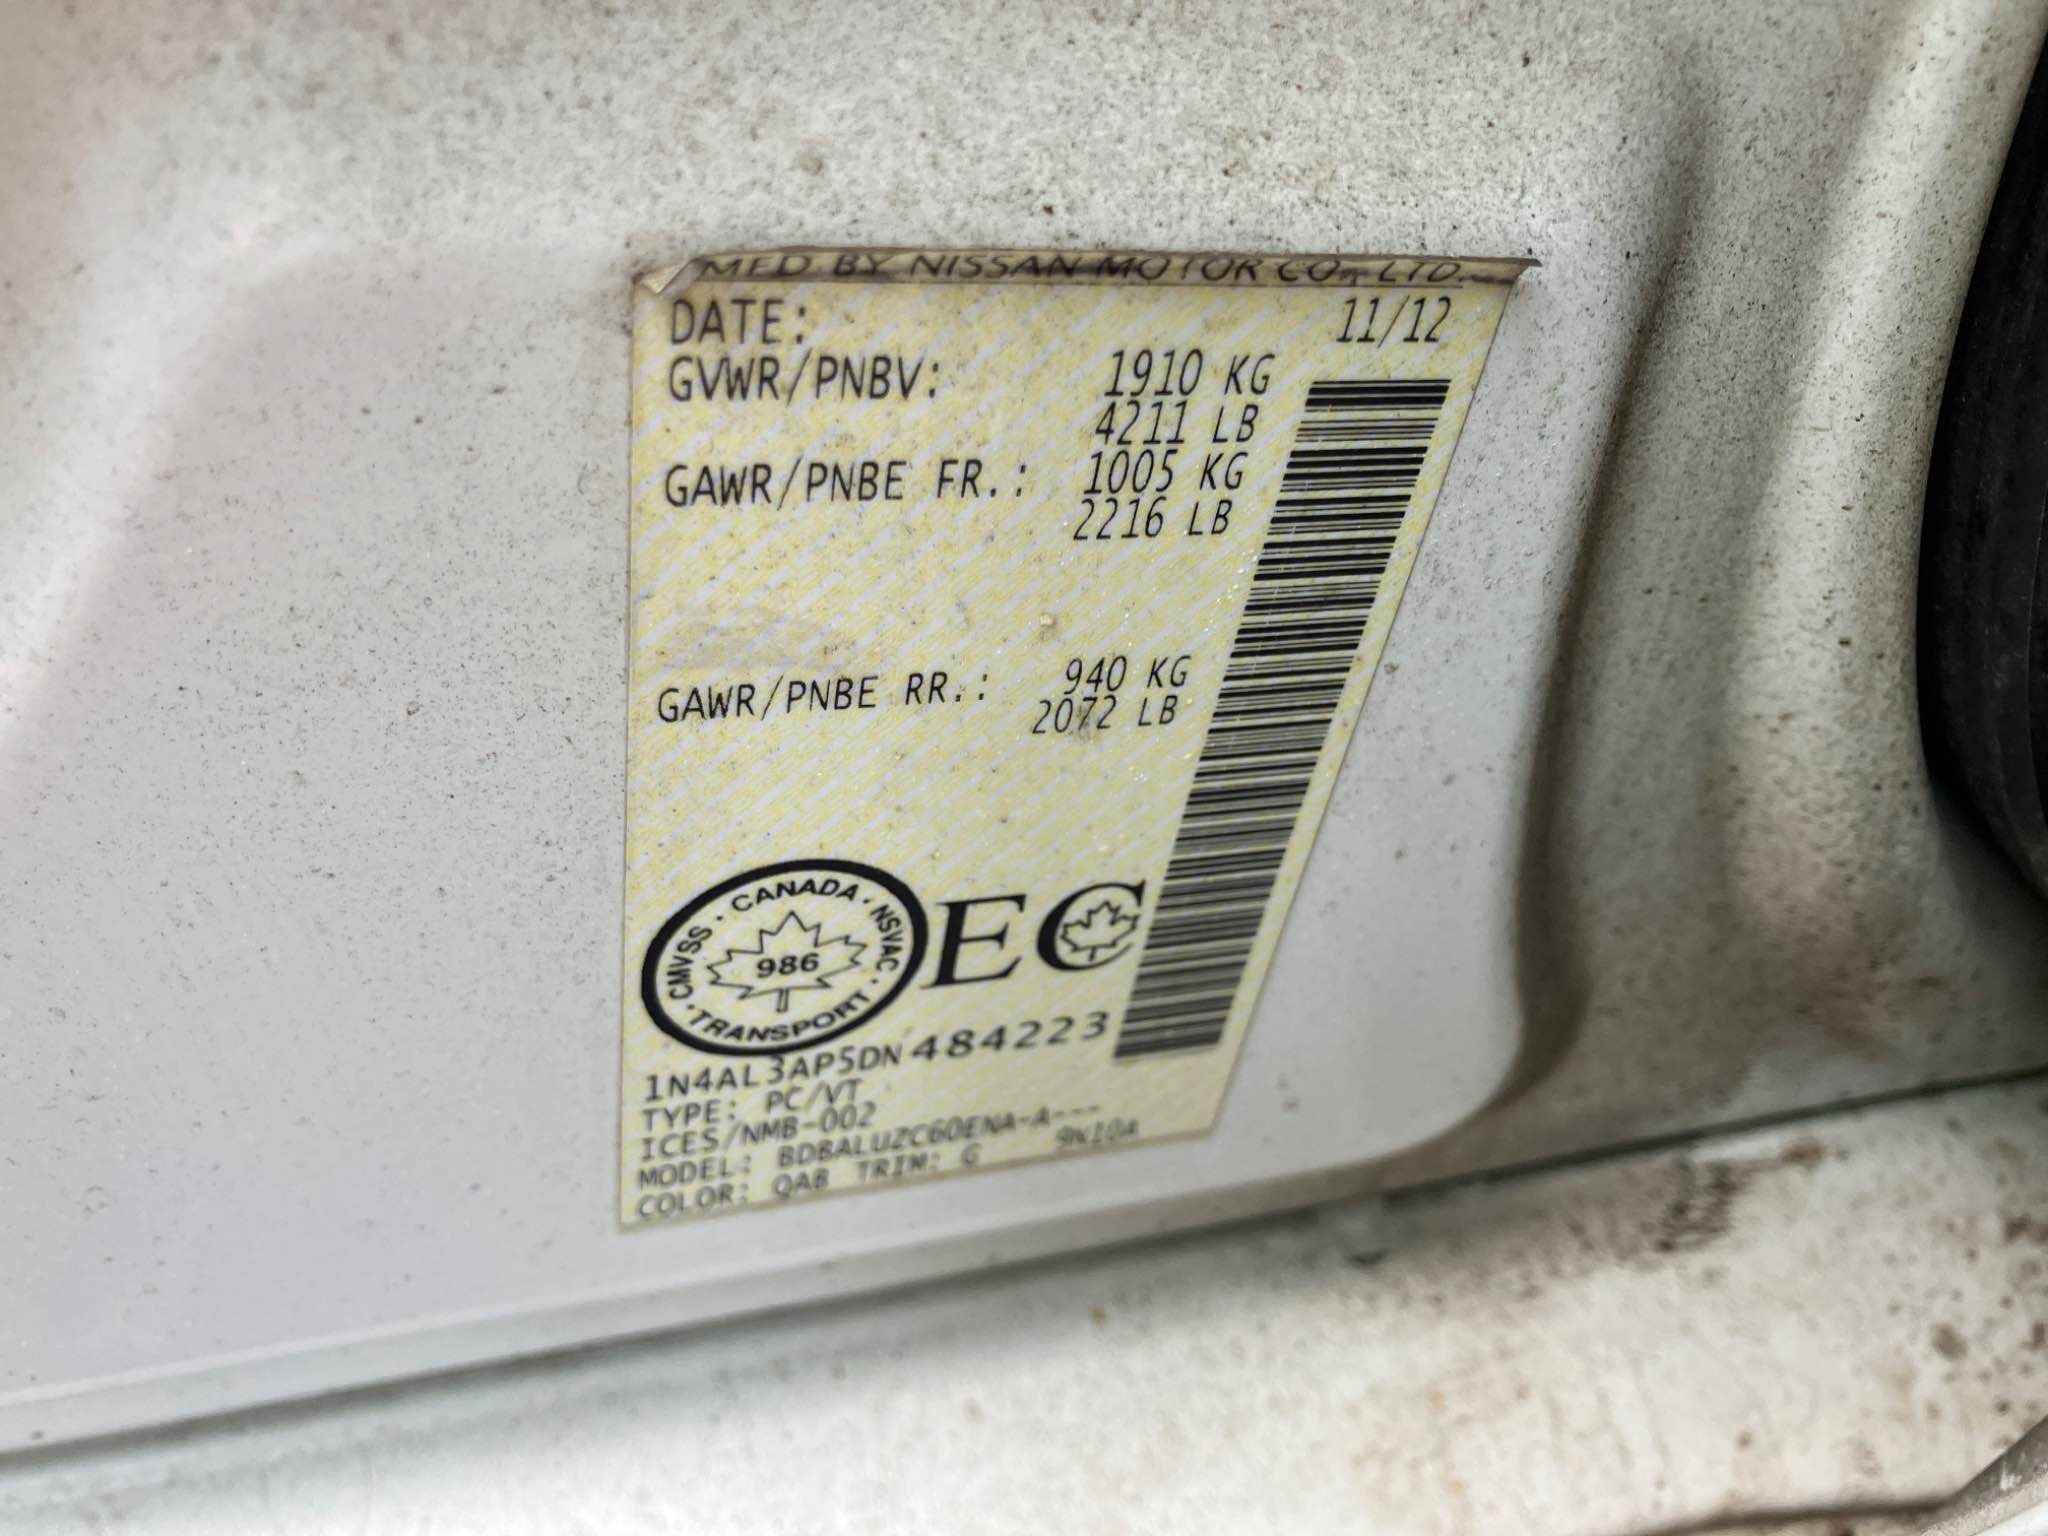 MFD BY NISSAN MOTOR CO., LTD.
DATE: 11/12
GVWR/PNBV: 1910 KG
4211 LB
GAWR/PNBE FR.: 1005 KG
2216 LB
GAWR/PNBE RR.: 940 KG
2072 LB
CMVSS · CANADA · NSVAC · TRANSPORT
986
EC
1N4AL3AP5DN484223
TYPE: PC/VT
ICES/NMB-002
MODEL: BDBALUZC60ENA-A---
COLOR: QAB TRIM: G 9N10A